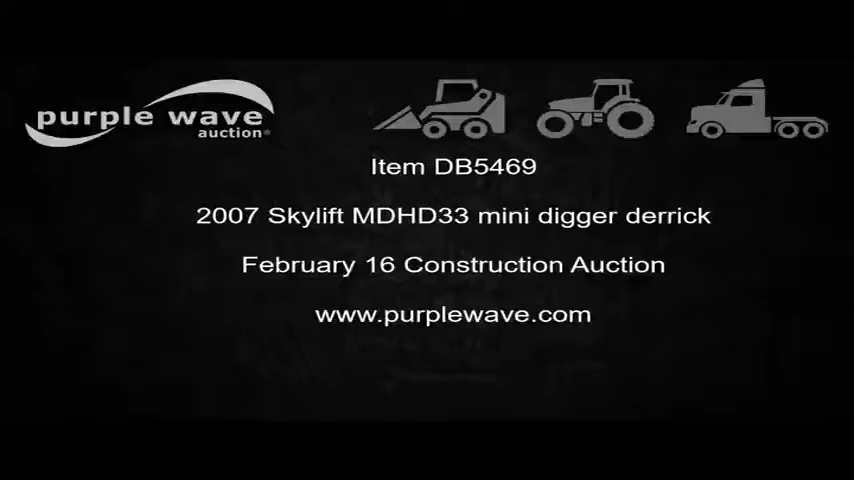 purple wave
auction®
Item DB5469
2007 Skylift MDHD33 mini digger derrick
February 16 Construction Auction
www.purplewave.com